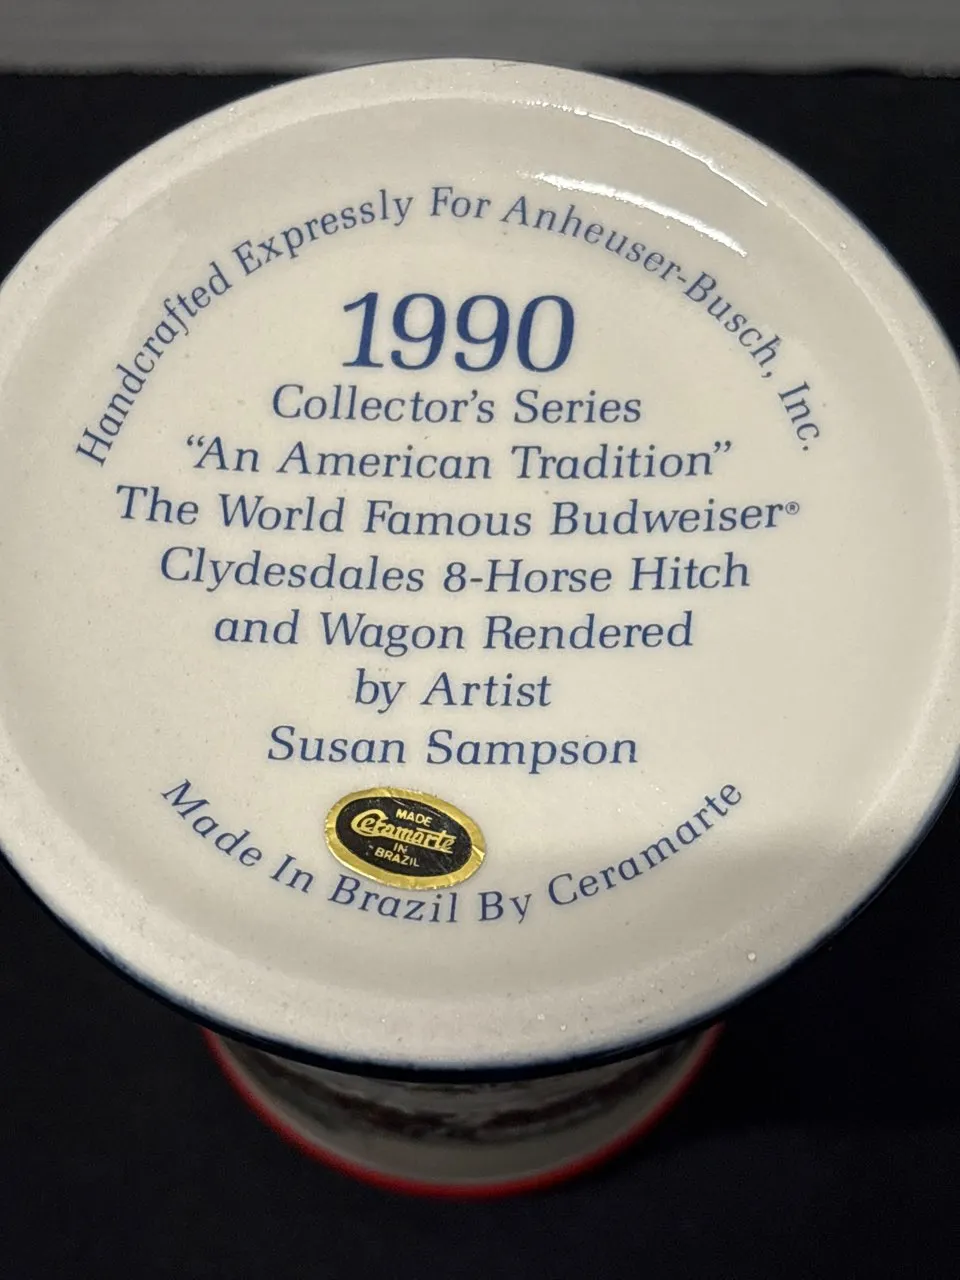 Handcrafted Expressly For Anheuser-Busch, Inc.
1990
Collector's Series
“An American Tradition”
The World Famous Budweiser®
Clydesdales 8-Horse Hitch
and Wagon Rendered
by Artist
Susan Sampson
MADE
Ceramarte
IN
BRAZIL
Made In Brazil By Ceramarte